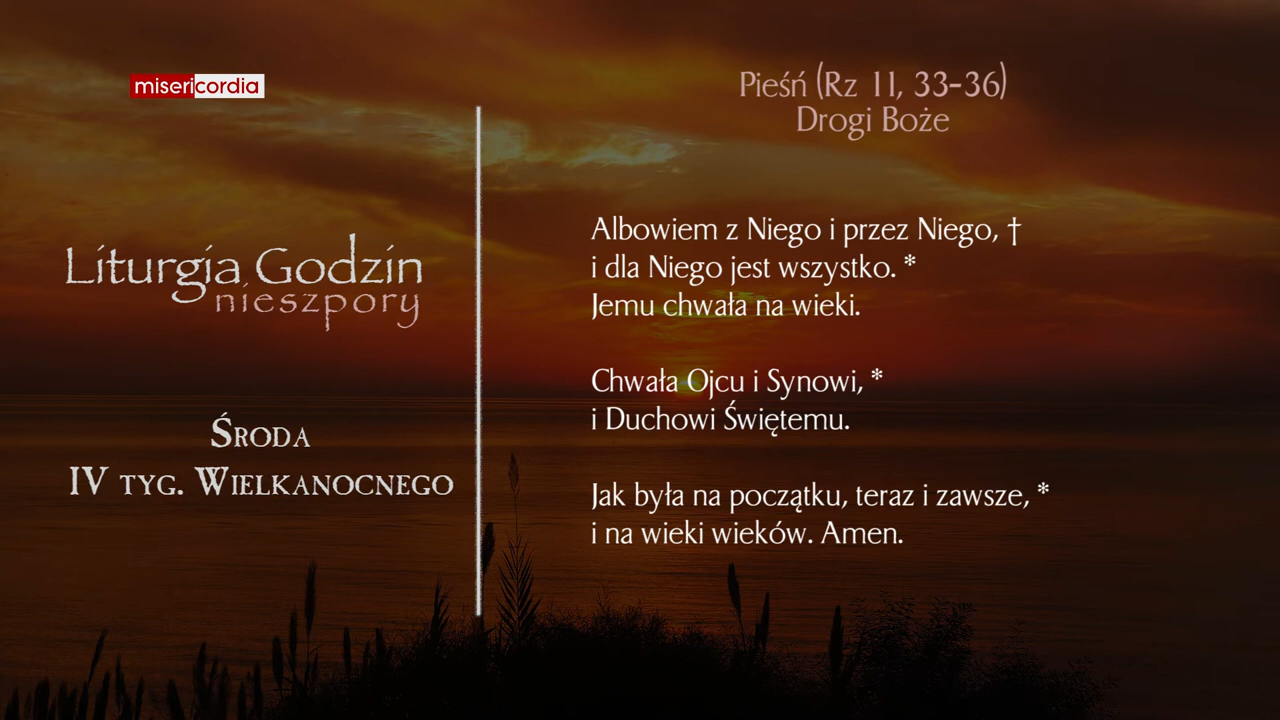 misericordia
Liturgia Godzin
nieszpory
Środa
IV tyg. Wielkanocnego
Pieśń (Rz 11, 33-36)
Drogi Boże
Albowiem z Niego i przez Niego, †
i dla Niego jest wszystko. *
Jemu chwała na wieki.
Chwała Ojcu i Synowi, *
i Duchowi Świętemu.
Jak była na początku, teraz i zawsze, *
i na wieki wieków. Amen.